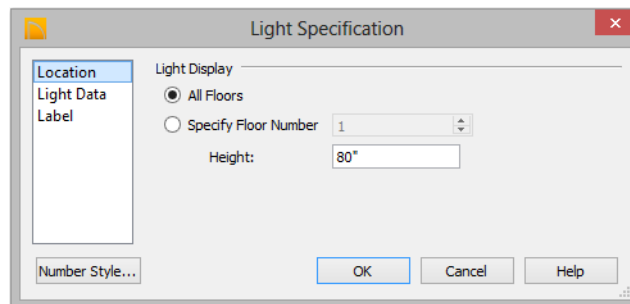 Light Specification
Location
Light Data
Label
Light Display
All Floors
Specify Floor Number 1
Height: 80"
Number Style...
OK Cancel Help